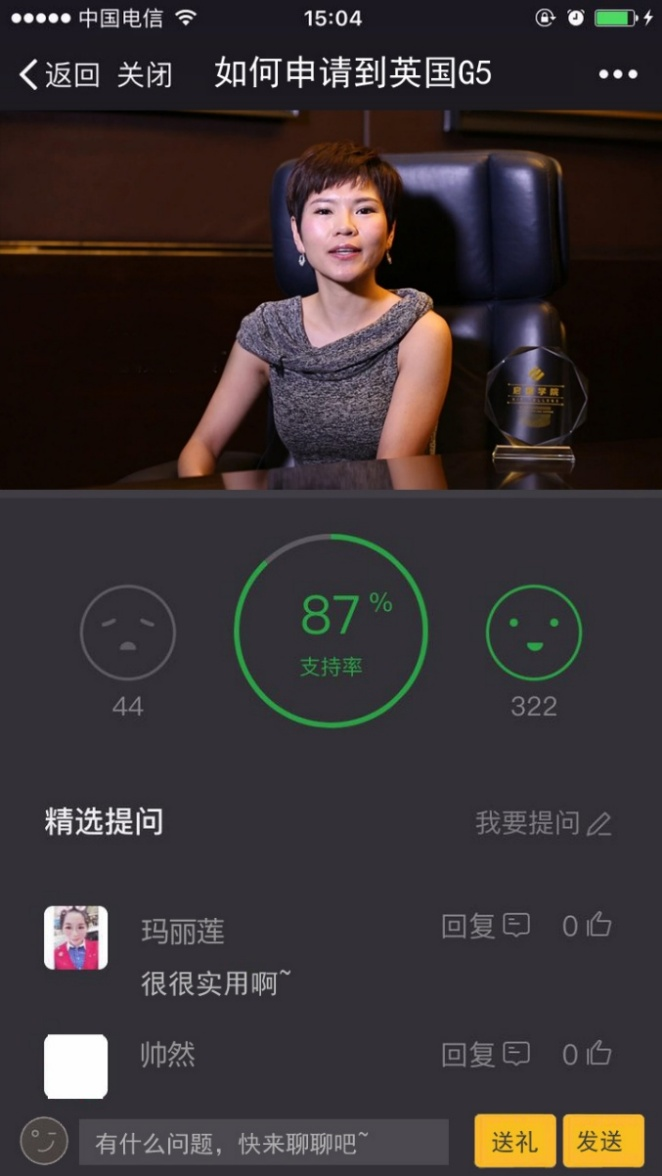 中国电信 15:04
返回 关闭 如何申请到英国G5
学院
87%
支持率
44
322
精选提问 我要提问
玛丽莲 回复 0
很很实用啊~
帅然 回复 0
有什么问题，快来聊聊吧~ 送礼 发送